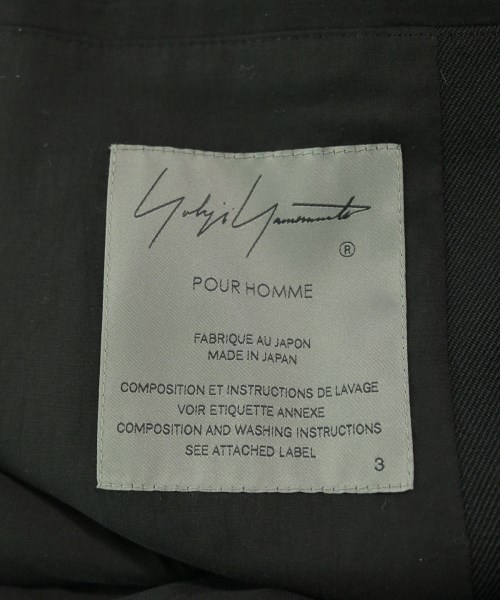 Yohji Yamamoto
®
POUR HOMME
FABRIQUE AU JAPON
MADE IN JAPAN
COMPOSITION ET INSTRUCTIONS DE LAVAGE
VOIR ETIQUETTE ANNEXE
COMPOSITION AND WASHING INSTRUCTIONS
SEE ATTACHED LABEL
3